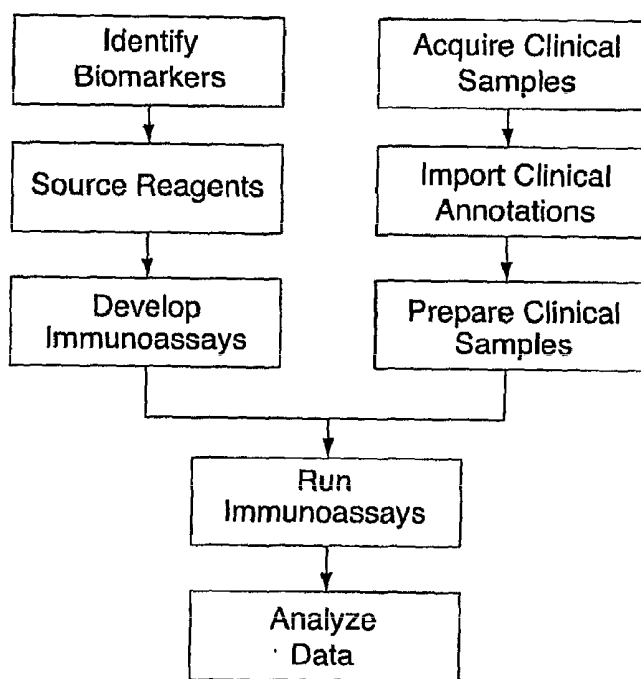 Identify
Biomarkers
Acquire Clinical
Samples
Source Reagents
Import Clinical
Annotations
Develop
Immunoassays
Prepare Clinical
Samples
Run
Immunoassays
Analyze
Data